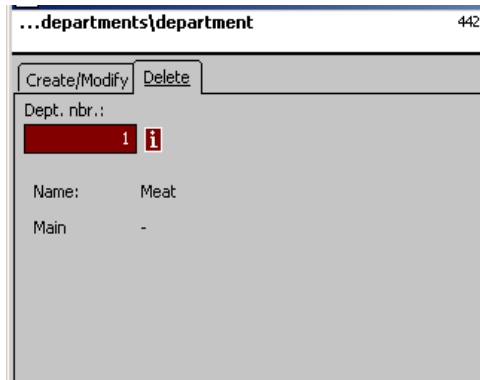 ...departments\department 442
Create/Modify Delete
Dept. nbr.:
1 i
Name: Meat
Main -